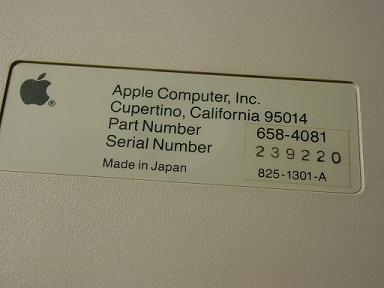 Apple Computer, Inc.
Cupertino, California 95014
Part Number 658-4081
Serial Number 239220
Made in Japan 825-1301-A